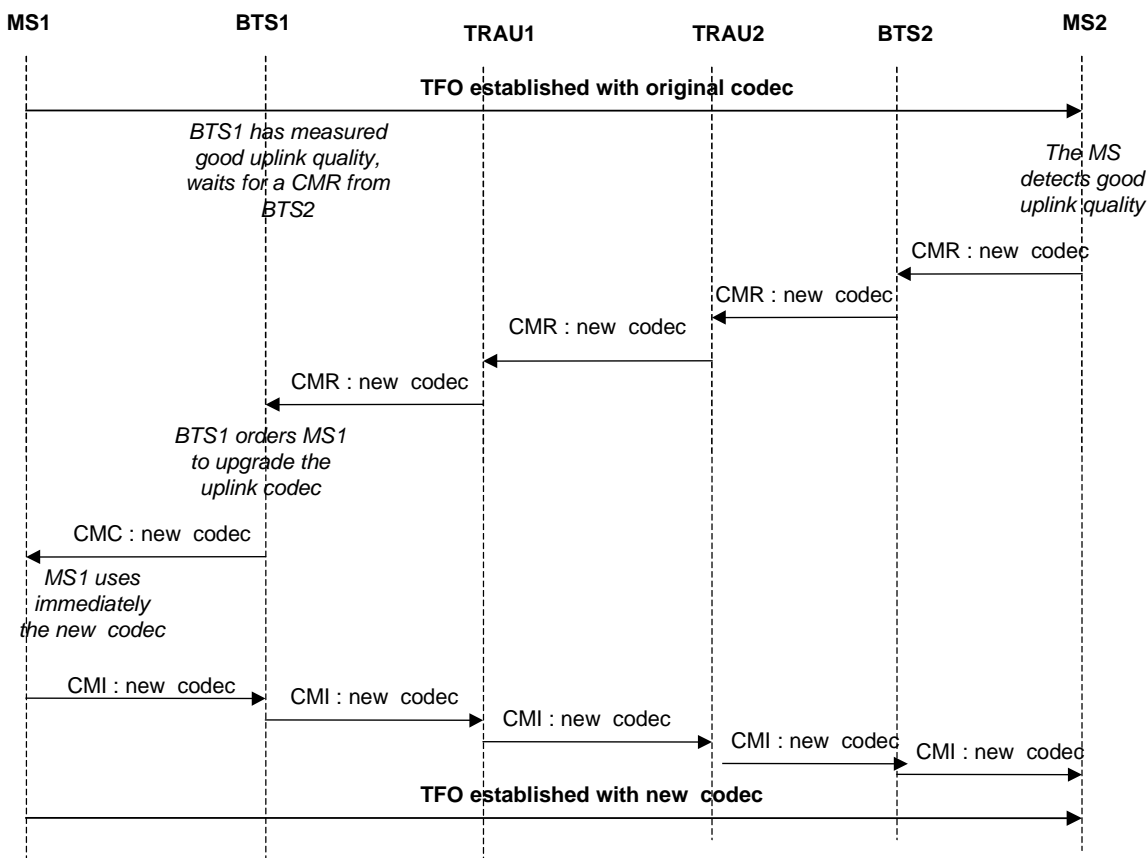 MS1
BTS1
TRAU1
TRAU2
BTS2
MS2
TFO established with original codec
BTS1 has measured
good uplink quality,
waits for a CMR from
BTS2
The MS
detects good
uplink quality
CMR : new codec
CMR : new codec
CMR : new codec
CMR : new codec
BTS1 orders MS1
to upgrade the
uplink codec
CMC : new codec
MS1 uses
immediately
the new codec
CMI : new codec
CMI : new codec
CMI : new codec
CMI : new codec
CMI : new codec
TFO established with new codec